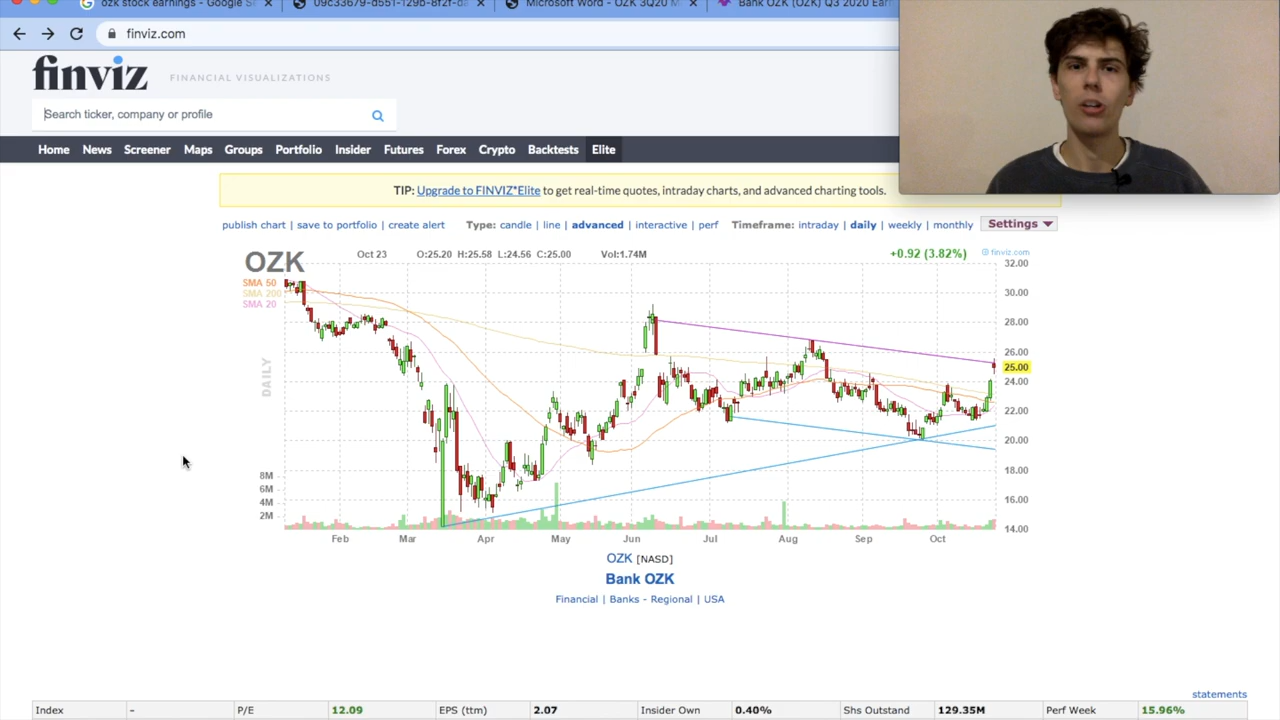 ozk stock earnings - Google S
09c33679-d551-129b-8f2f-da
Microsoft Word - OZK 3Q20 M
Bank OZK (OZK) Q3 2020 Earn
finviz.com
finviz FINANCIAL VISUALIZATIONS
Search ticker, company or profile
Home News Screener Maps Groups Portfolio Insider Futures Forex Crypto Backtests Elite
TIP: Upgrade to FINVIZ*Elite to get real-time quotes, intraday charts, and advanced charting tools.
publish chart | save to portfolio | create alert Type: candle | line | advanced | interactive | perf Timeframe: intraday | daily | weekly | monthly Settings
OZK Oct 23 O:25.20 H:25.58 L:24.56 C:25.00 Vol:1.74M +0.92 (3.82%) @ finviz.com
SMA 50
SMA 200
SMA 20
32.00
30.00
28.00
26.00
25.00
24.00
22.00
20.00
18.00
16.00
14.00
DAILY
8M
6M
4M
2M
Feb Mar Apr May Jun Jul Aug Sep Oct
OZK [NASD]
Bank OZK
Financial | Banks - Regional | USA
statements
Index - P/E 12.09 EPS (ttm) 2.07 Insider Own 0.40% Shs Outstand 129.35M Perf Week 15.96%